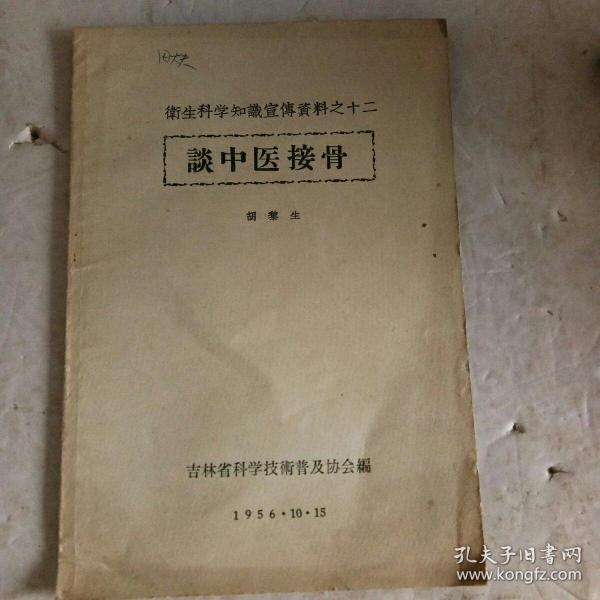 衛生科学知識宣傳資料之十二
談中医接骨
胡黎生
吉林省科学技術普及协会編
1956·10·15
孔夫子旧書网
www.kongfz.com